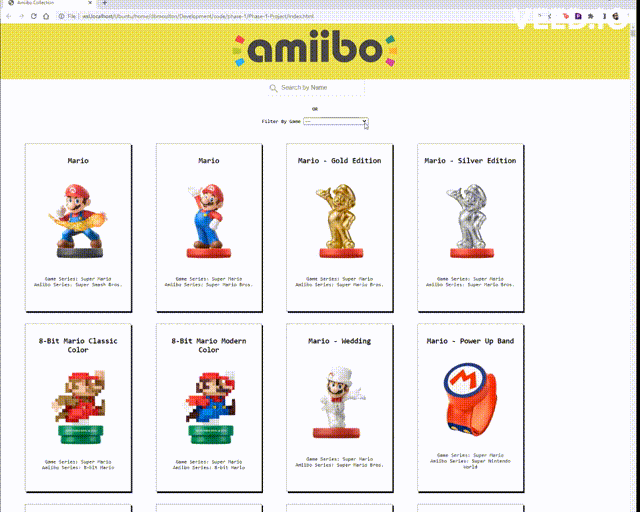 Amiibo Collection
File
wsl.localhost/Ubuntu/home/
/Development/code/phase-1/Phase-1-Project/index.html
VEED.IO
amiibo
Search by Name
OR
Filter By Game ---
Mario
Game Series: Super Mario
Amiibo Series: Super Smash Bros.
Mario
Game Series: Super Mario
Amiibo Series: Super Mario Bros.
Mario - Gold Edition
Game Series: Super Mario
Amiibo Series: Super Mario Bros.
Mario - Silver Edition
Game Series: Super Mario
Amiibo Series: Super Mario Bros.
8-Bit Mario Classic
Color
Game Series: Super Mario
Amiibo Series: 8-bit Mario
8-Bit Mario Modern
Color
Game Series: Super Mario
Amiibo Series: 8-bit Mario
Mario - Wedding
Game Series: Super Mario
Amiibo Series: Super Mario Bros.
Mario - Power Up Band
Game Series: Super Mario
Amiibo Series: Super Nintendo
World